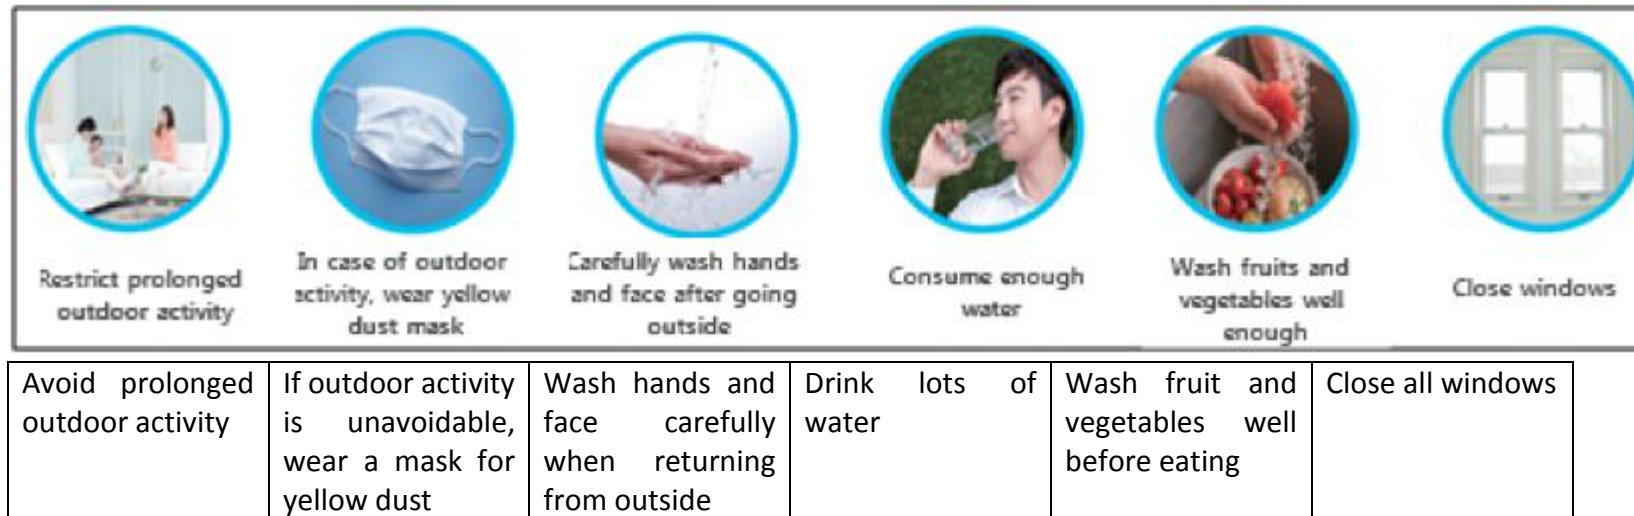 Restrict prolonged
outdoor activity
In case of outdoor
activity, wear yellow
dust mask
Carefully wash hands
and face after going
outside
Consume enough
water
Wash fruits and
vegetables well
enough
Close windows
Avoid prolonged
outdoor activity
If outdoor activity
is unavoidable,
wear a mask for
yellow dust
Wash hands and
face carefully
when returning
from outside
Drink lots of
water
Wash fruit and
vegetables well
before eating
Close all windows